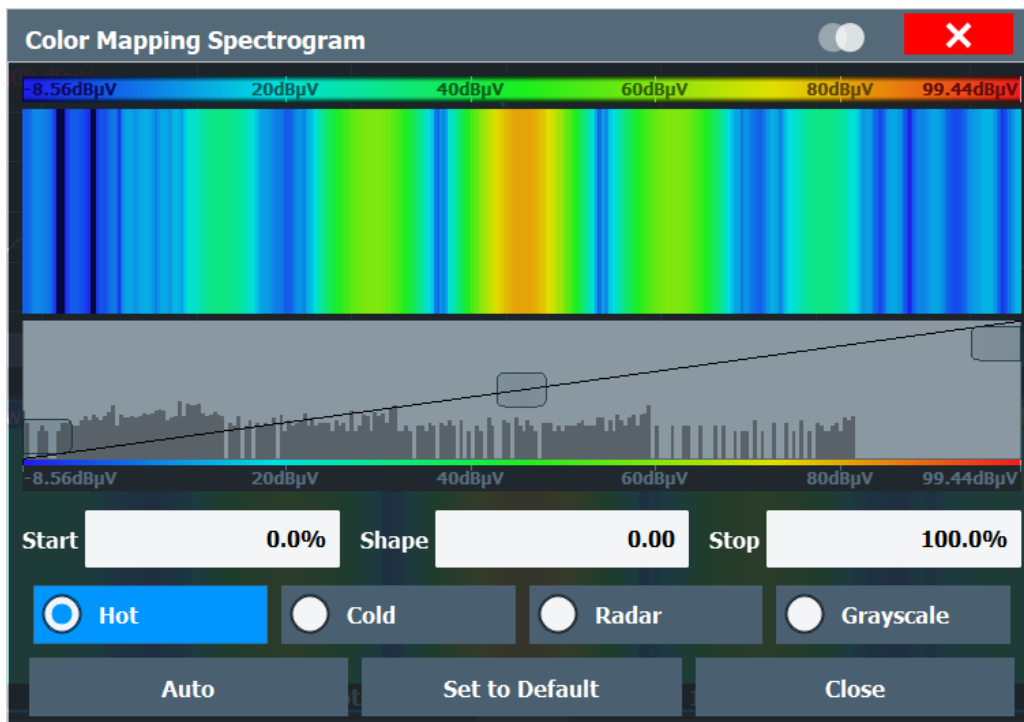 Color Mapping Spectrogram
-8.56dBµV 20dBµV 40dBµV 60dBµV 80dBµV 99.44dBµV
-8.56dBµV 20dBµV 40dBµV 60dBµV 80dBµV 99.44dBµV
Start 0.0% Shape 0.00 Stop 100.0%
Hot Cold Radar Grayscale
Auto Set to Default Close